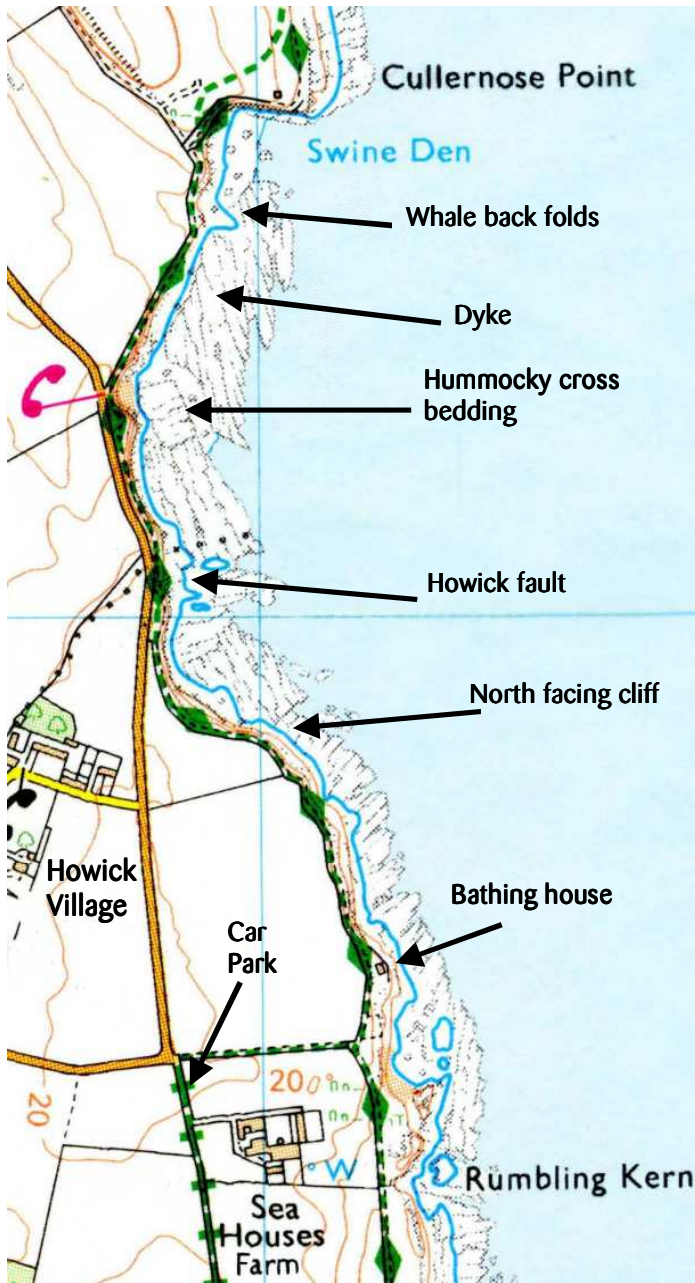 Cullernose Point
Swine Den
Whale back folds
Dyke
Hummocky cross
bedding
Howick fault
North facing cliff
Howick
Village
Bathing house
Car
Park
20
20
W
Rumbling Kern
Sea
Houses
Farm